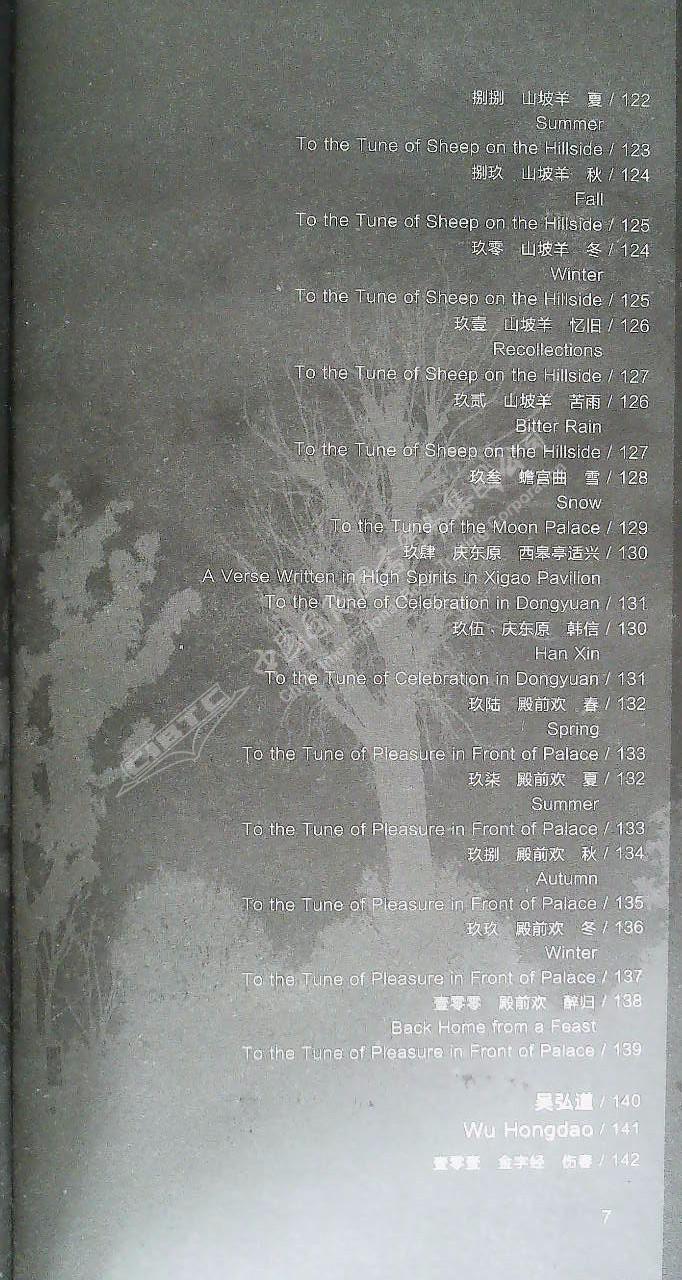 捌捌 山坡羊 夏 / 122
Summer
To the Tune of Sheep on the Hillside / 123
捌玖 山坡羊 秋 / 124
Fall
To the Tune of Sheep on the Hillside / 125
玖零 山坡羊 冬 / 124
Winter
To the Tune of Sheep on the Hillside / 125
玖壹 山坡羊 忆旧 / 126
Recollections
To the Tune of Sheep on the Hillside / 127
玖贰 山坡羊 苦雨 / 126
Bitter Rain
To the Tune of Sheep on the Hillside / 127
玖叁 蟾宫曲 雪 / 128
Snow
To the Tune of the Moon Palace / 129
玖肆 庆东原 西皋亭适兴 / 130
A Verse Written in High Spirits in Xigao Pavilion
To the Tune of Celebration in Dongyuan / 131
玖伍 庆东原 韩信 / 130
Han Xin
To the Tune of Celebration in Dongyuan / 131
玖陆 殿前欢 春 / 132
Spring
To the Tune of Pleasure in Front of Palace / 133
玖柒 殿前欢 夏 / 132
Summer
To the Tune of Pleasure in Front of Palace / 133
玖捌 殿前欢 秋 / 134
Autumn
To the Tune of Pleasure in Front of Palace / 135
玖玖 殿前欢 冬 / 136
Winter
To the Tune of Pleasure in Front of Palace / 137
壹零零 殿前欢 醉归 / 138
Back Home from a Feast
To the Tune of Pleasure in Front of Palace / 139
吴弘道 / 140
Wu Hongdao / 141
壹零壹 金字经 伤春 / 142
7
CIBTC